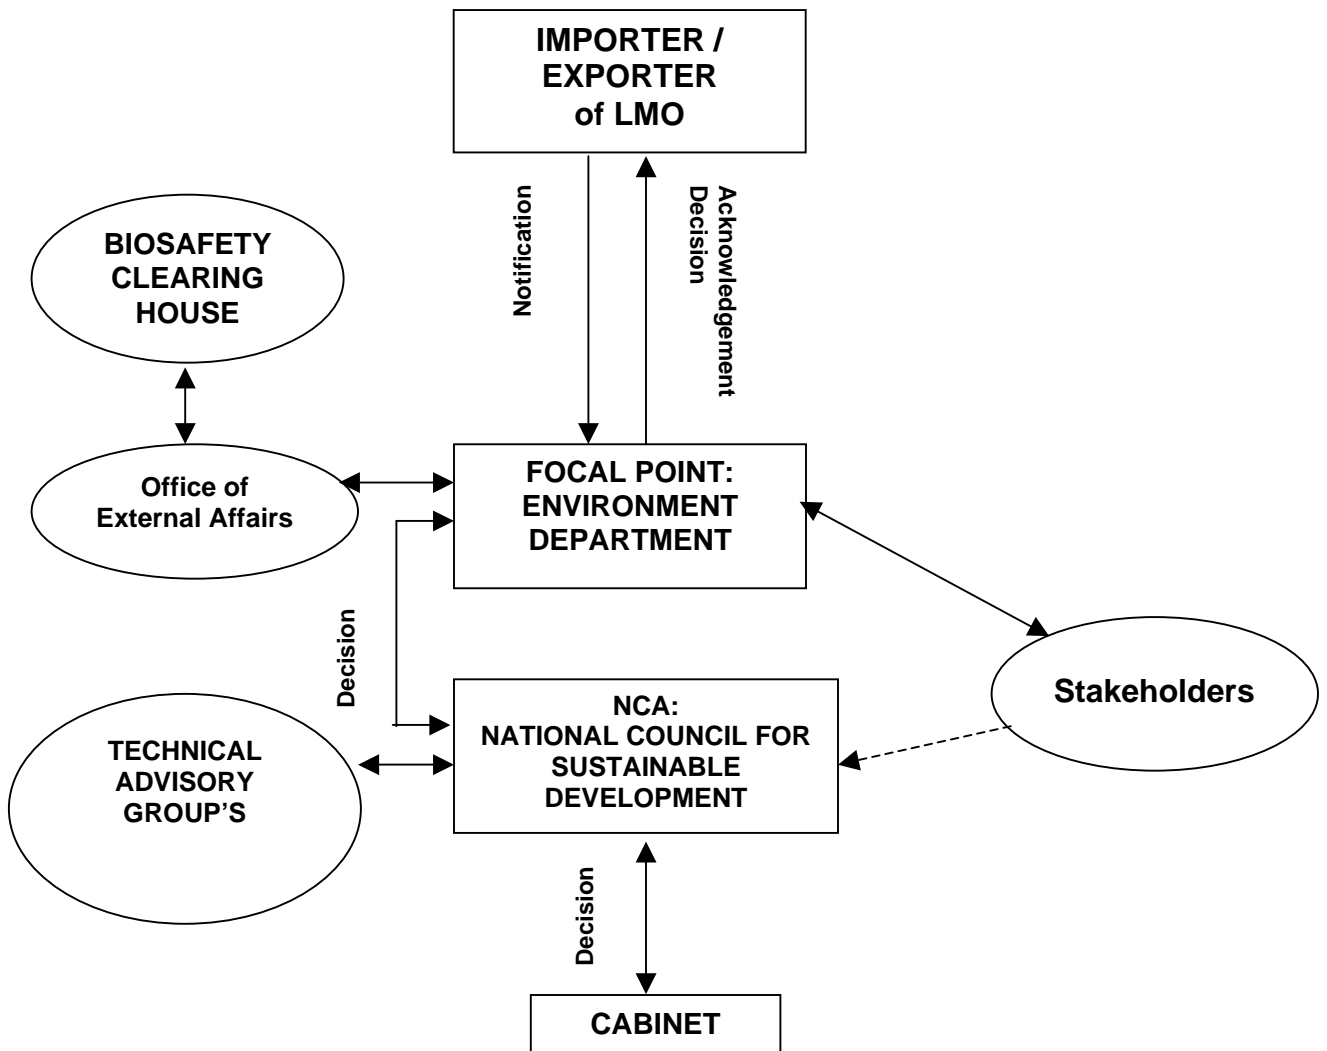 IMPORTER /
EXPORTER
of LMO
Notification
Acknowledgement
Decision
BIOSAFETY
CLEARING
HOUSE
Office of
External Affairs
FOCAL POINT:
ENVIRONMENT
DEPARTMENT
Decision
Stakeholders
NCA:
NATIONAL COUNCIL FOR
SUSTAINABLE
DEVELOPMENT
TECHNICAL
ADVISORY
GROUP’S
Decision
CABINET